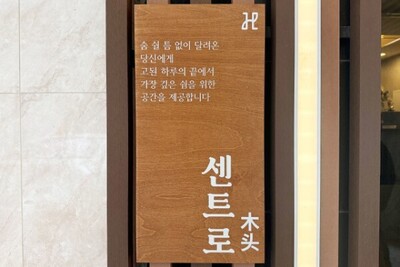 숨 쉴 틈 없이 달려온
당신에게
고된 하루의 끝에서
가장 깊은 쉼을 위한
공간을 제공합니다
센트로
木头